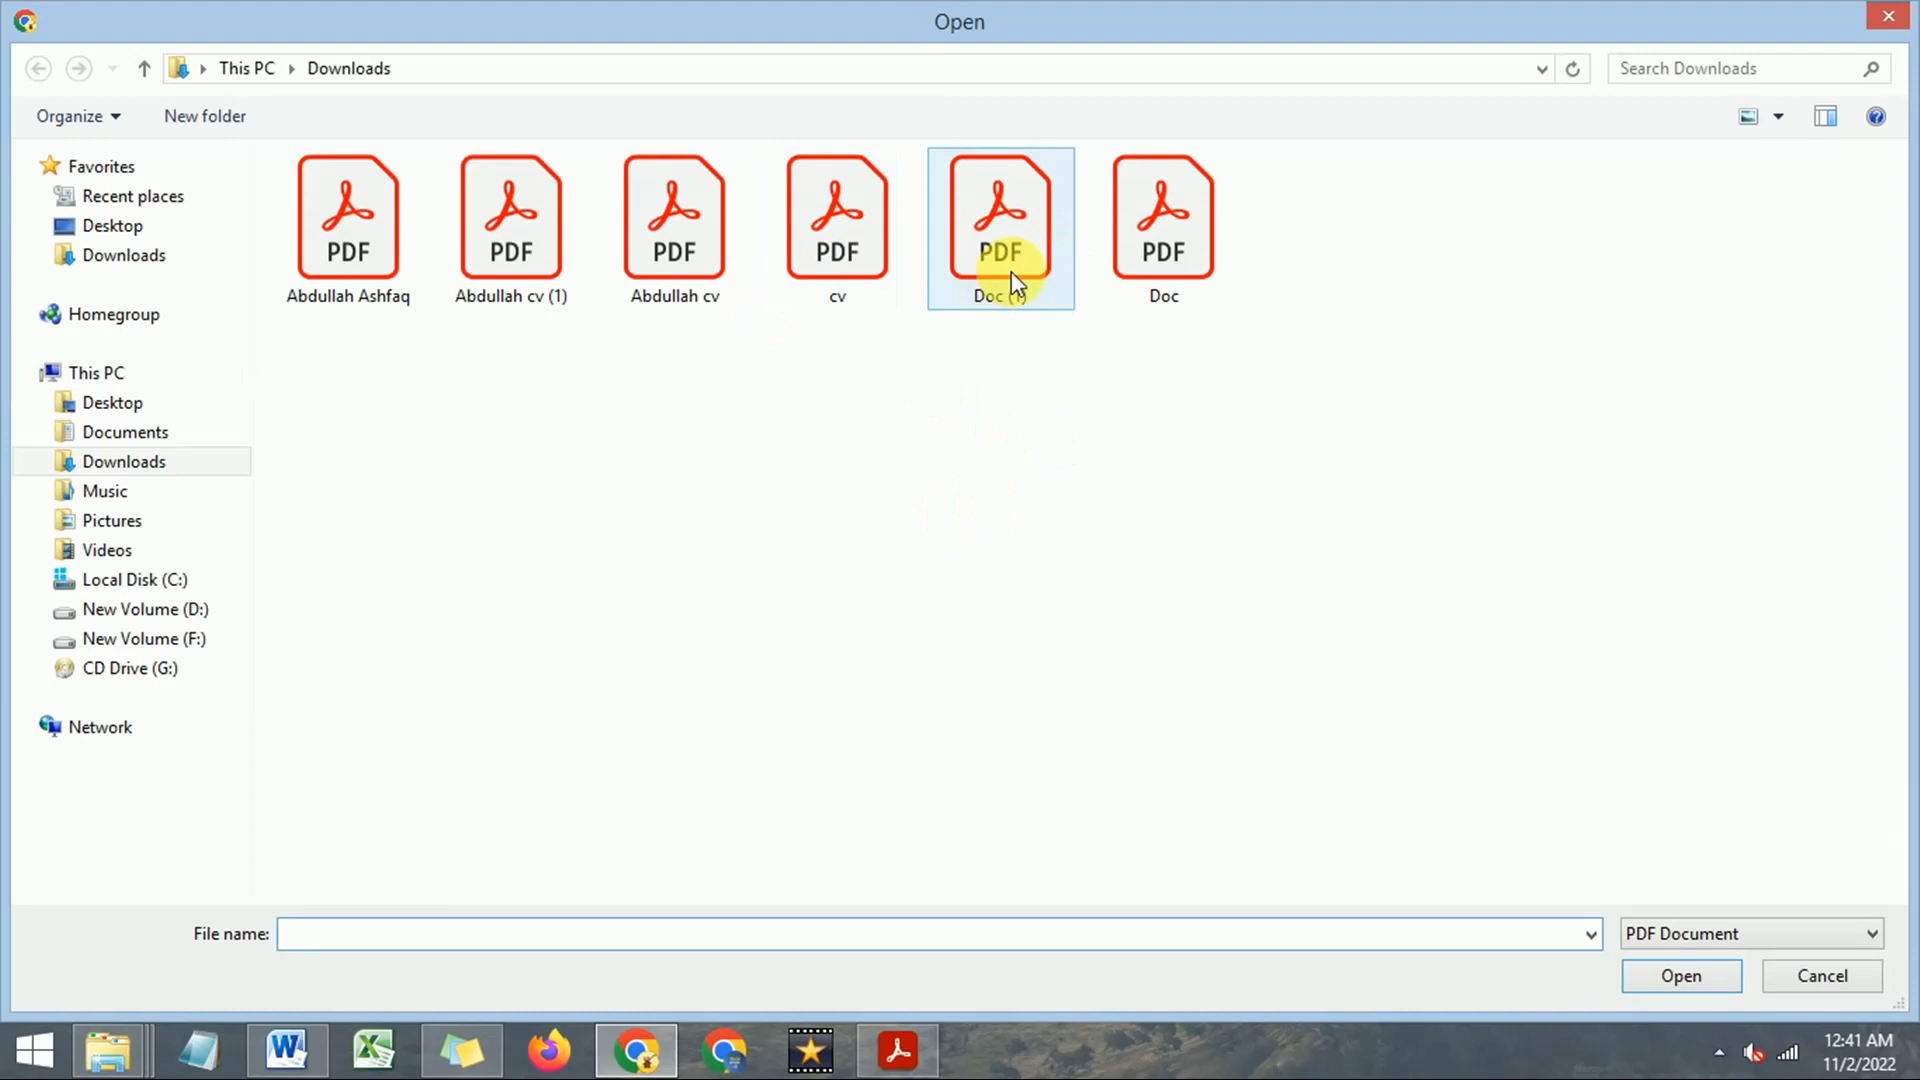 Open
This PC Downloads
Search Downloads
Organize
New folder
Favorites
Recent places
Desktop
Downloads
Homegroup
This PC
Desktop
Documents
Downloads
Music
Pictures
Videos
Local Disk (C:)
New Volume (D:)
New Volume (F:)
CD Drive (G:)
Network
PDF PDF PDF PDF PDF PDF
Abdullah Ashfaq
Abdullah cv (1)
Abdullah cv
cv
Doc (1)
Doc
File name:
PDF Document
Open
Cancel
12:41 AM
11/2/2022